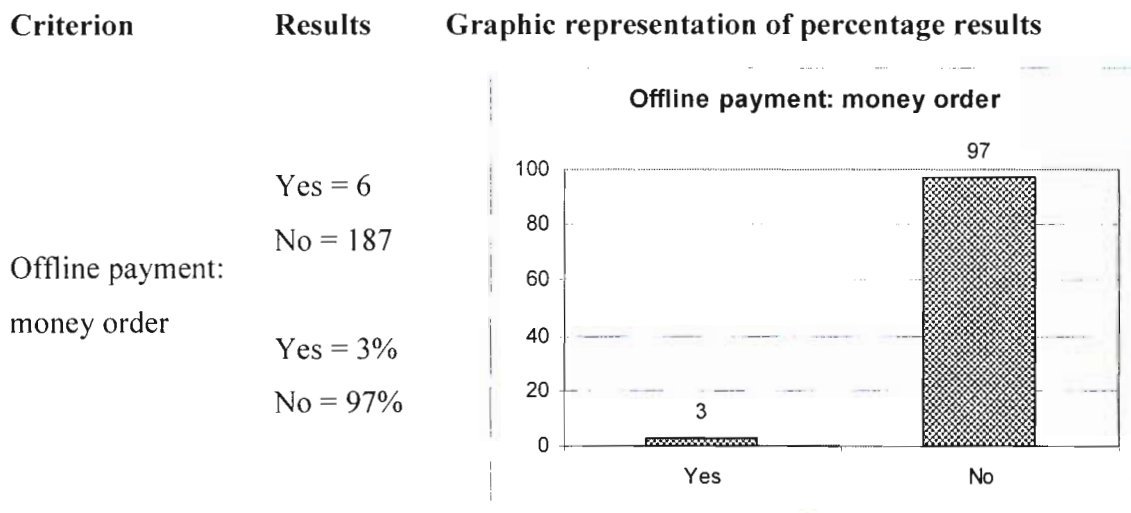 Criterion Results Graphic representation of percentage results
Offline payment:
money order
Yes = 6
No = 187
Yes = 3%
No = 97%
Offline payment: money order
97
100
80
60
40
20
0
3
Yes No